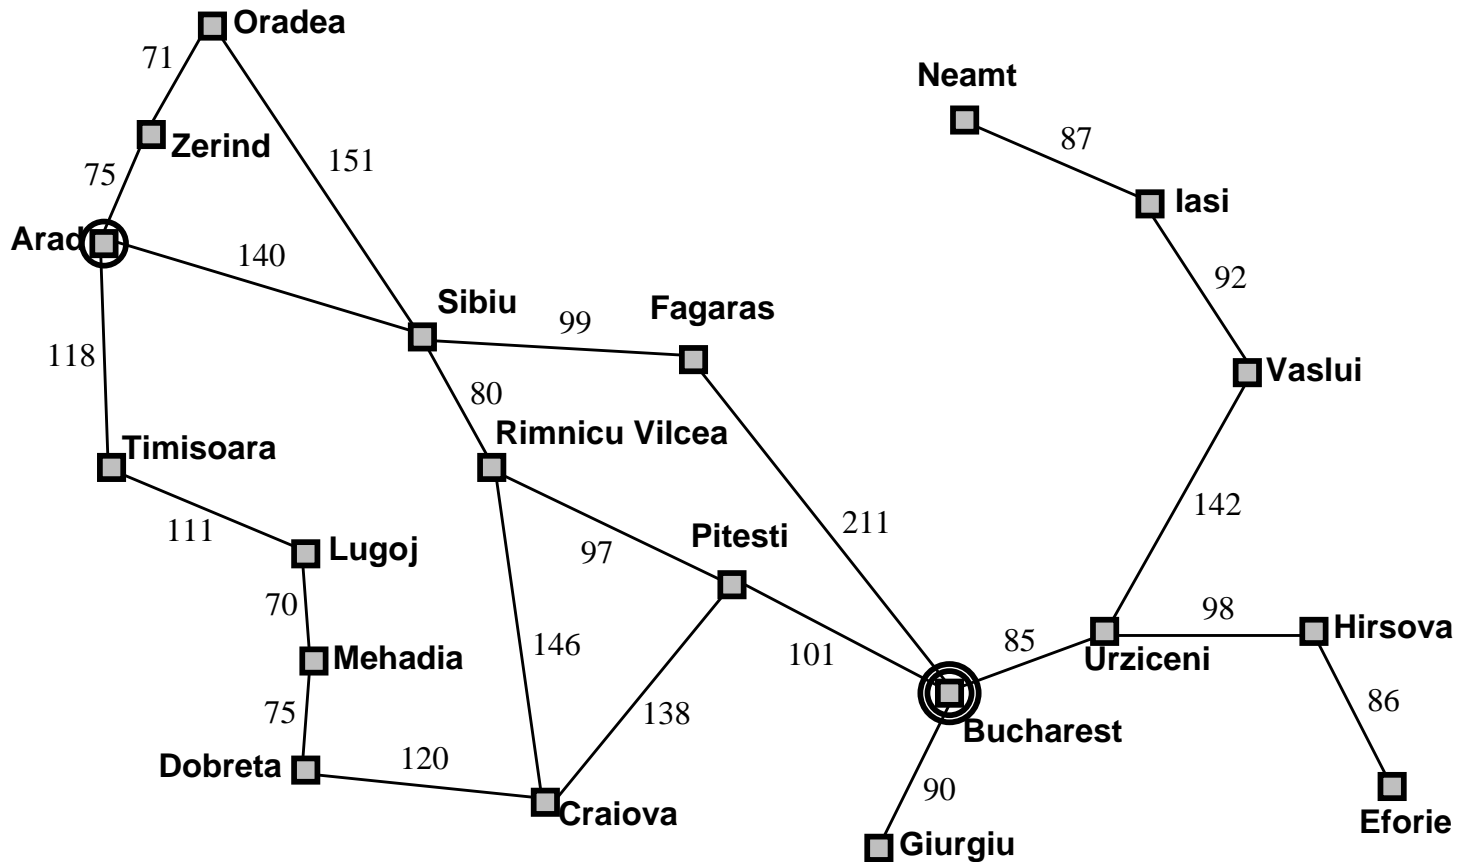 Oradea
71
Neamt
87
Zerind
151
75
Iasi
Arad
140
92
Sibiu
Fagaras
99
118
Vaslui
80
Rimnicu Vilcea
Timisoara
142
211
111
97
Pitesti
Lugoj
70
98
Hirsova
146
101
85
Urziceni
Mehadia
75
138
86
Bucharest
Dobreta
120
90
Craiova
Eforie
Giurgiu